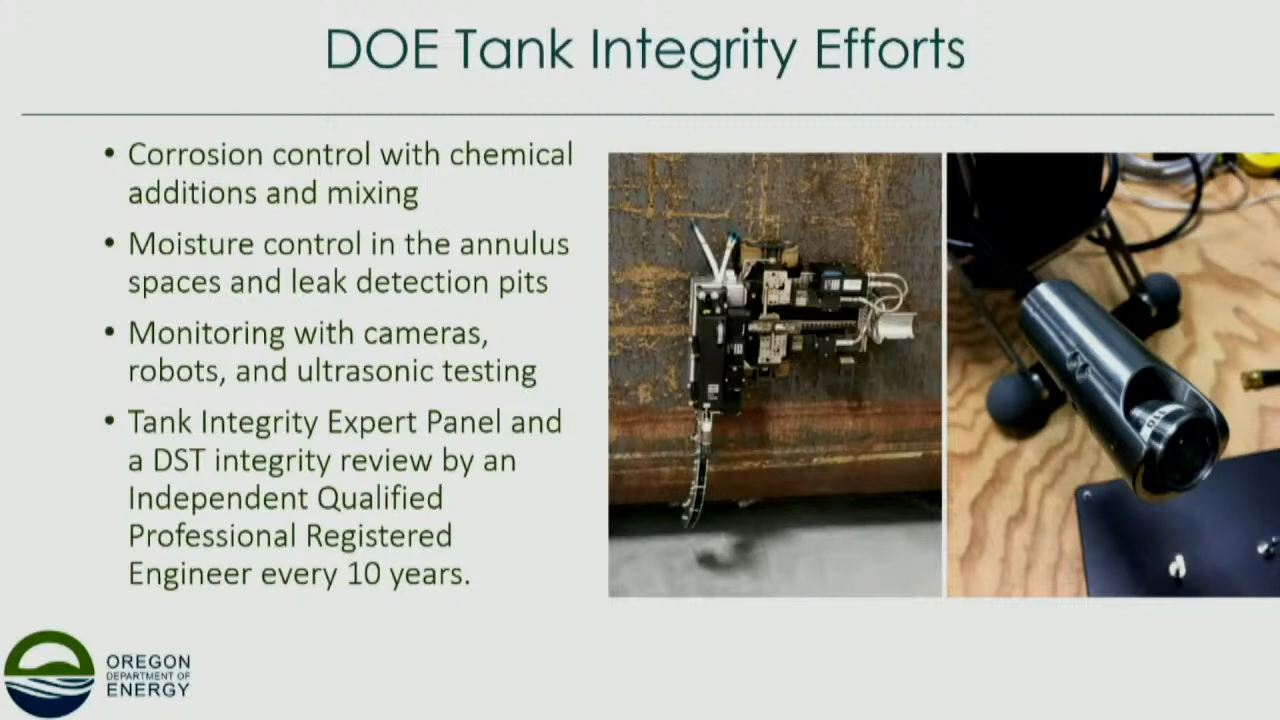 DOE Tank Integrity Efforts
• Corrosion control with chemical
additions and mixing
• Moisture control in the annulus
spaces and leak detection pits
• Monitoring with cameras,
robots, and ultrasonic testing
• Tank Integrity Expert Panel and
a DST integrity review by an
Independent Qualified
Professional Registered
Engineer every 10 years.
OREGON
DEPARTMENT OF
ENERGY